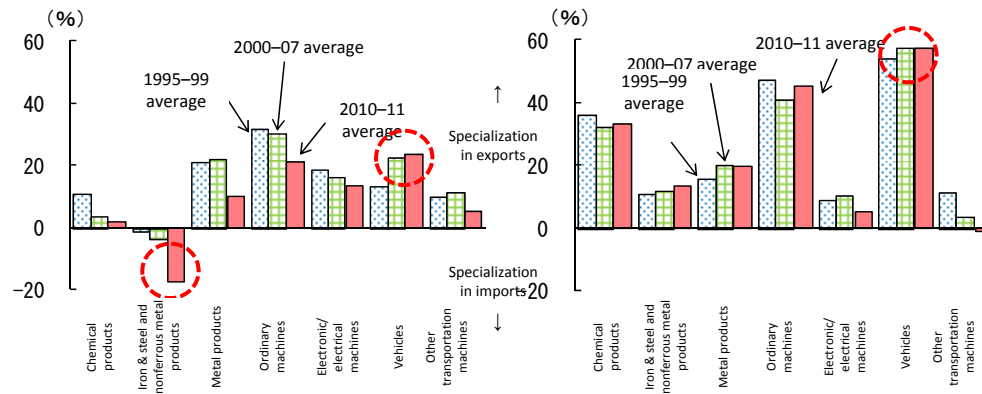 （%）
60
40
20
0
−20
1995–99
average
2000–07 average
2010–11
average
Chemical
products
Iron & steel and
nonferrous metal
products
Metal products
Ordinary
machines
Electronic/
electrical
machines
Vehicles
Other
transportation
machines
↑
Specialization
in exports
Specialization
in imports
↓
（%）
60
40
20
0
−20
2000–07 average
1995–99
average
2010–11 average
Chemical
products
Iron & steel and
nonferrous metal
products
Metal products
Ordinary
machines
Electronic/
electrical
machines
Vehicles
Other
transportation
machines